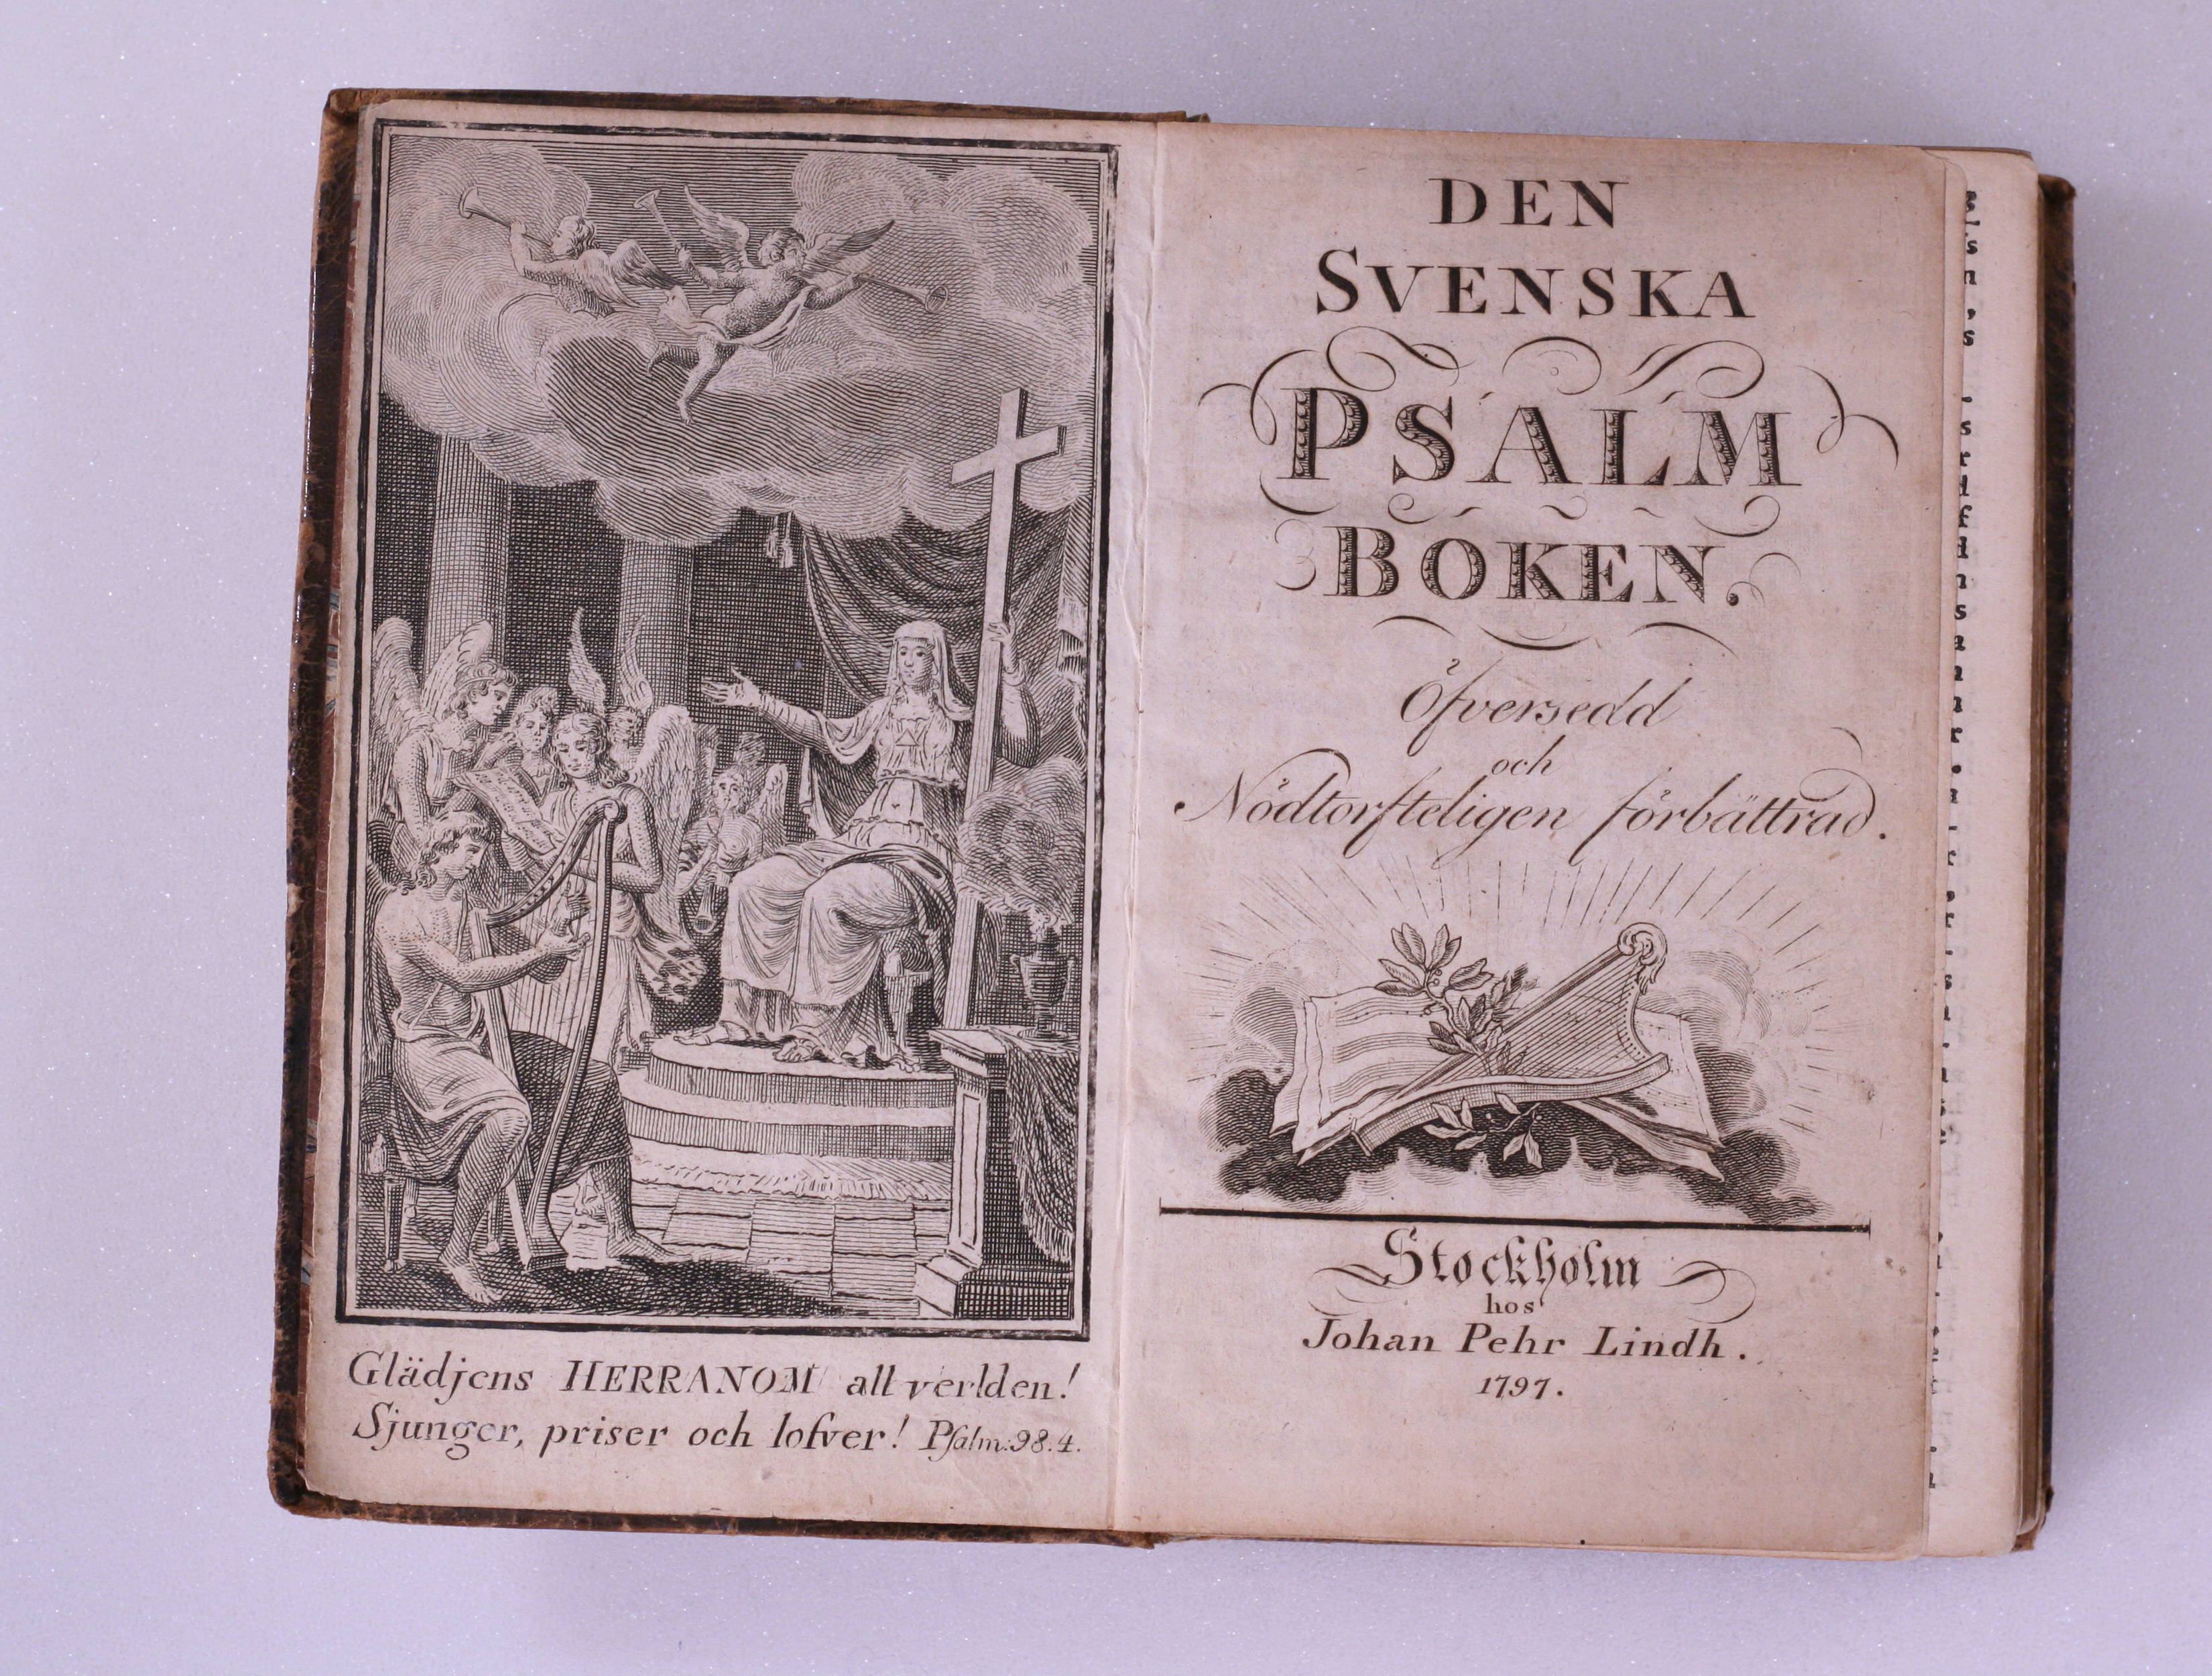 Glädjens HERRANOM all verlden!
Sjunger, priser och lofver! Psalm: 98. 4.
DEN
SVENSKA
PSALM
BOKEN.
Öfversedd
och
Nödtorfteligen förbättrad.
Stockholm
hos
Johan Pehr Lindh.
1797.